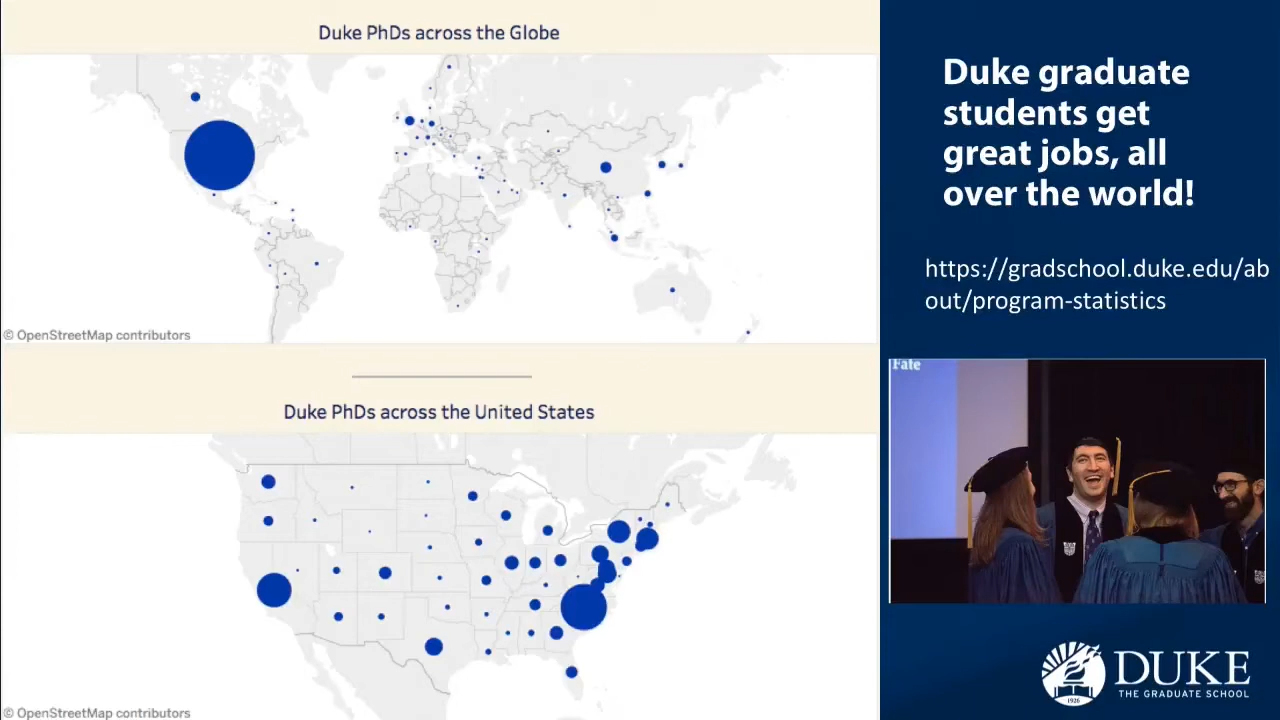 Duke PhDs across the Globe
© OpenStreetMap contributors
Duke PhDs across the United States
© OpenStreetMap contributors
Duke graduate
students get
great jobs, all
over the world!
https://gradschool.duke.edu/ab
out/program-statistics
Fate
DUKE
THE GRADUATE SCHOOL
1926